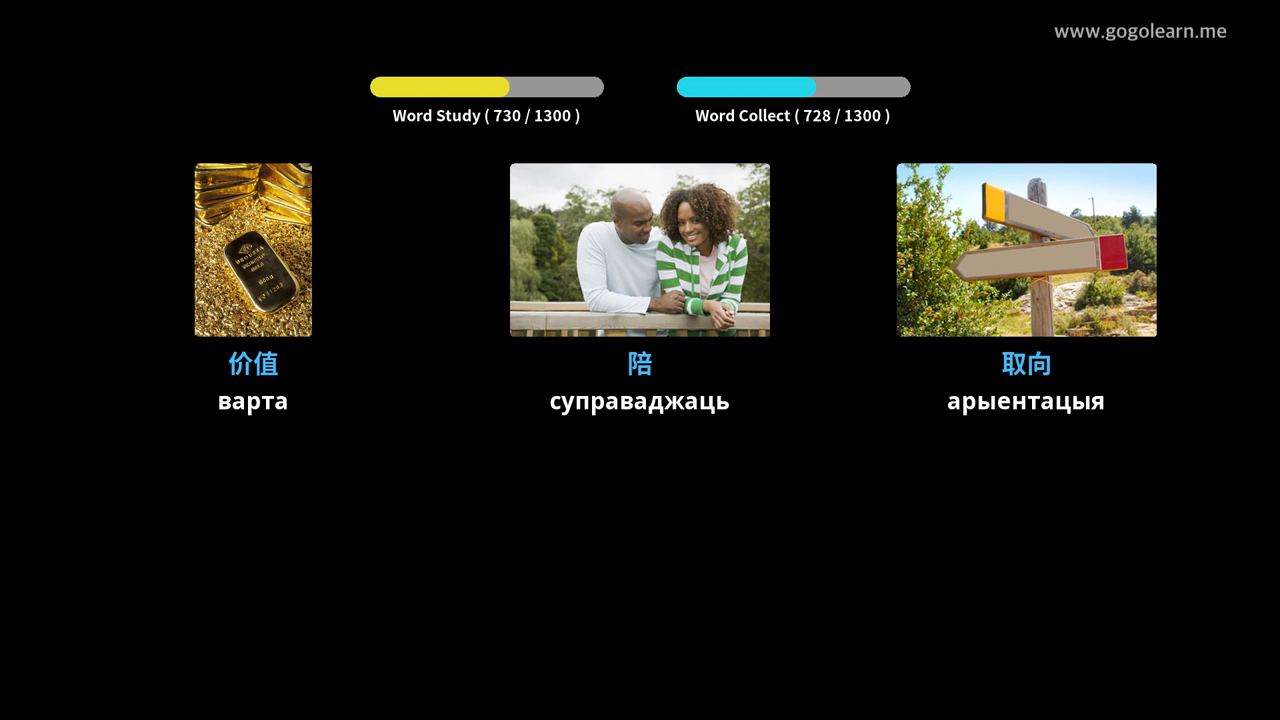 www.gogolearn.me
Word Study ( 730 / 1300 )
Word Collect ( 728 / 1300 )
价值
陪
取向
варта
суправаджаць
арыентацыя